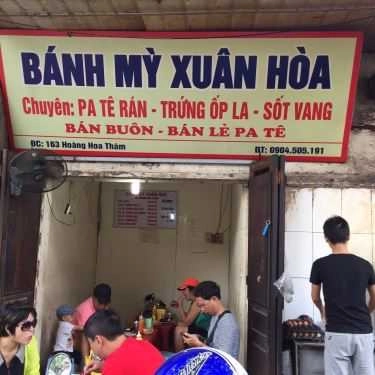 BÁNH MỲ XUÂN HÒA
Chuyên: PA TÊ RÁN - TRỨNG ỐP LA - SỐT VANG
BÁN BUÔN - BÁN LẺ PA TÊ
ĐC: 163 Hoàng Hoa Thám ĐT: 0904.505.191